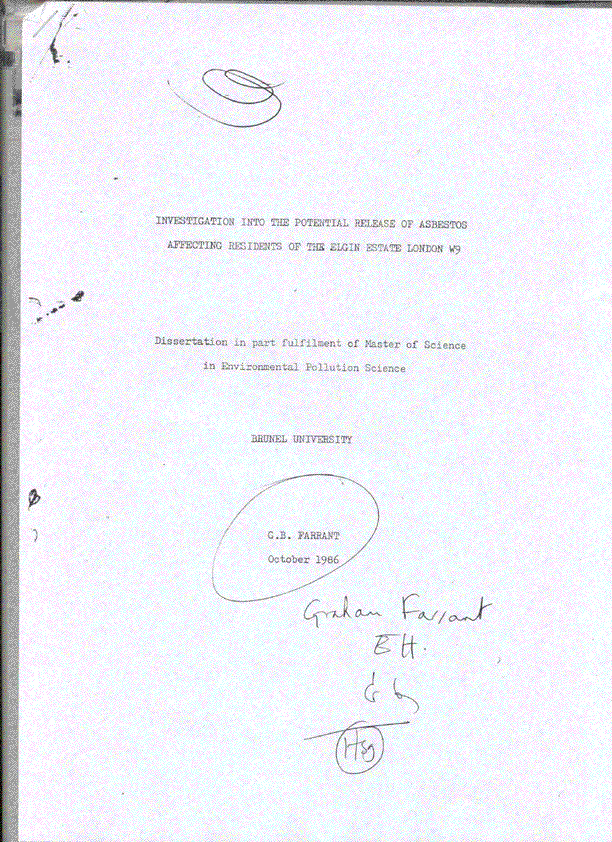 INVESTIGATION INTO THE POTENTIAL RELEASE OF ASBESTOS
AFFECTING RESIDENTS OF THE ELGIN ESTATE LONDON W9
Dissertation in part fulfilment of Master of Science
in Environmental Pollution Science
BRUNEL UNIVERSITY
G.B. FARRANT
October 1986
Graham Farrant
EH.
Hsg